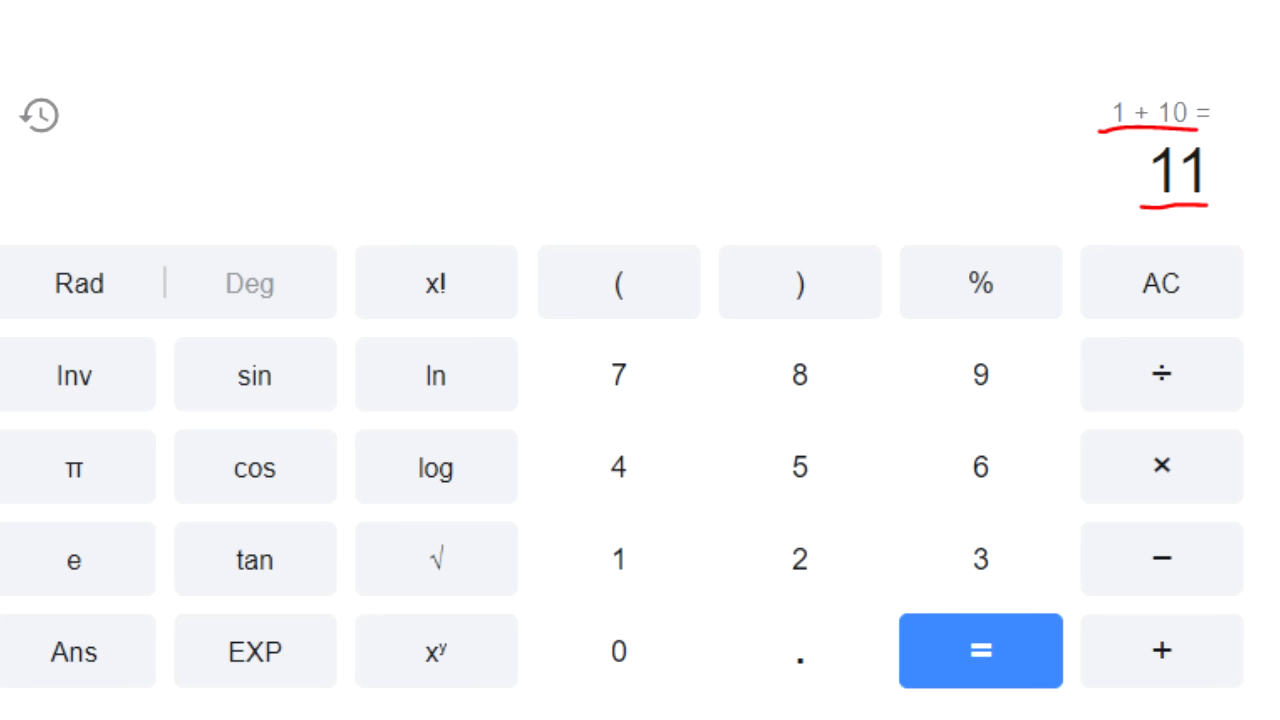 1 + 10 =
11
Rad | Deg x! ( ) % AC
Inv sin ln 7 8 9 ÷
π cos log 4 5 6 ×
e tan √ 1 2 3 −
Ans EXP xʸ 0 . = +